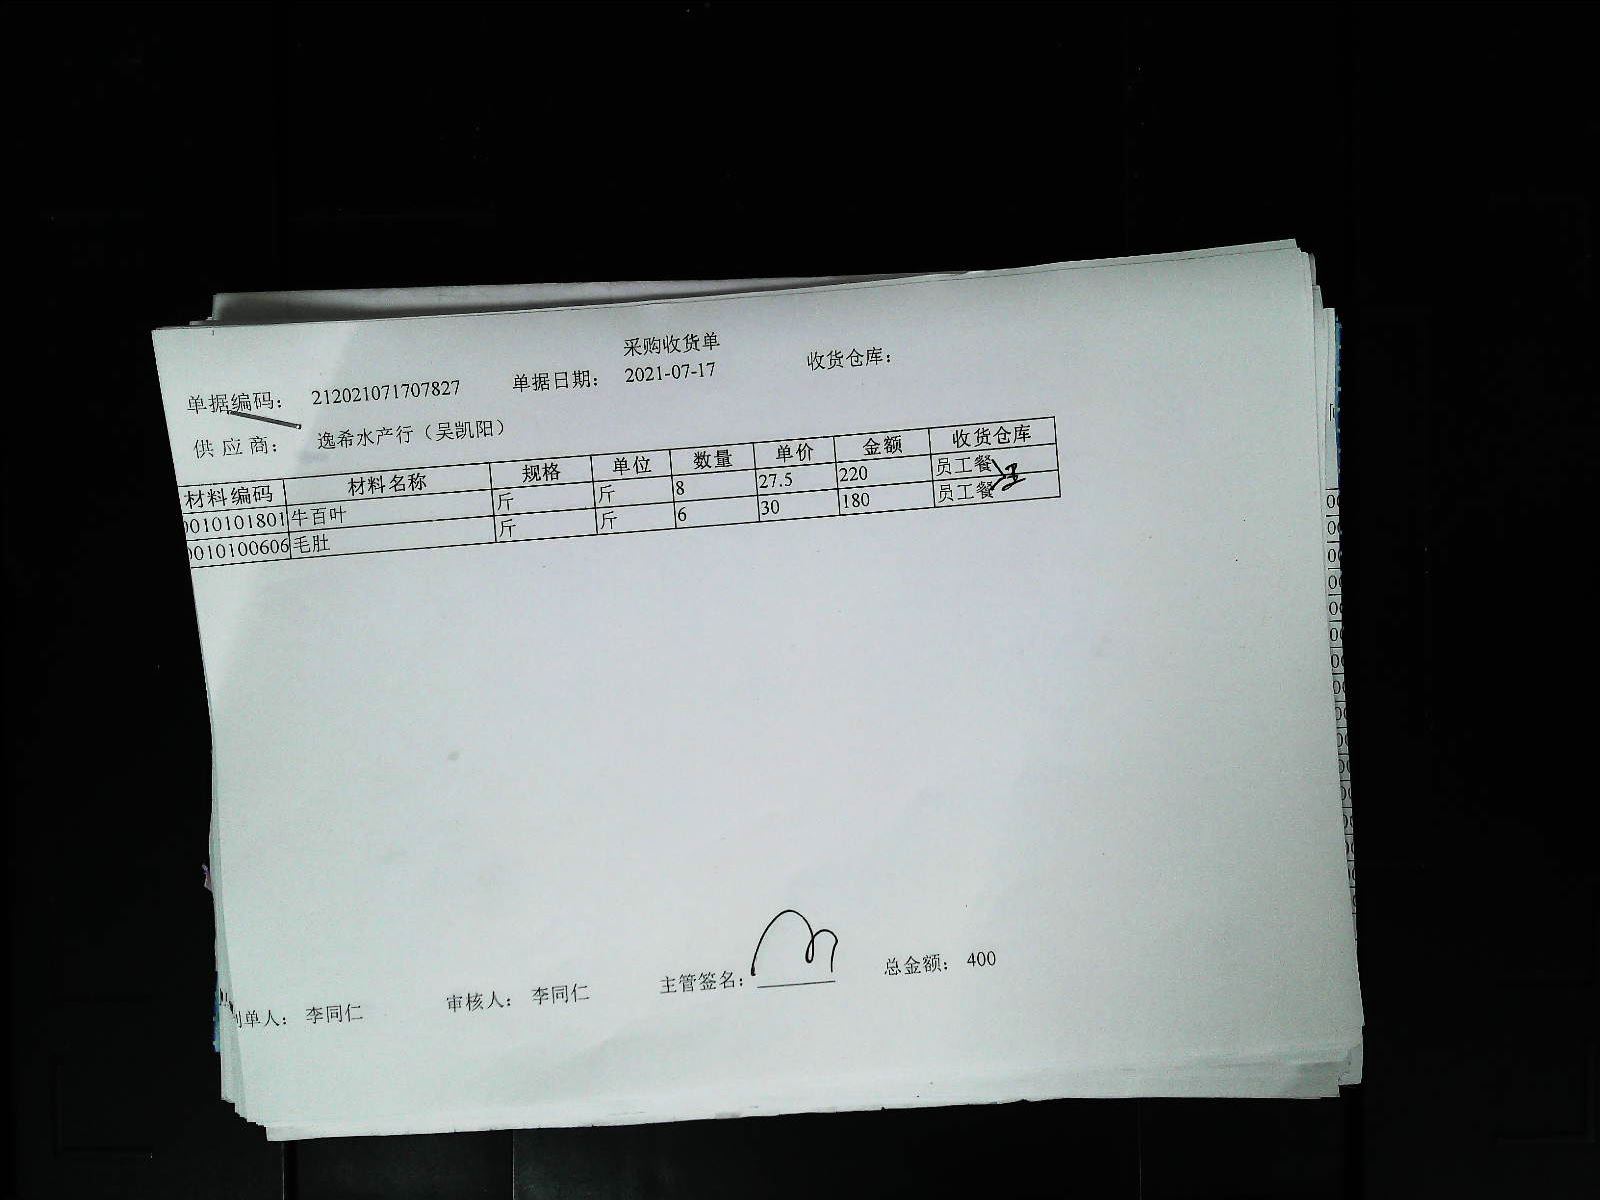 采购收货单
单据编码： 212021071707827 单据日期： 2021-07-17 收货仓库：
供 应 商： 逸希水产行（吴凯阳）
材料编码 材料名称 规格 单位 数量 单价 金额 收货仓库
0010101801 牛百叶 斤 斤 8 27.5 220 员工餐
0010100606 毛肚 斤 斤 6 30 180 员工餐
制单人： 李同仁 审核人： 李同仁 主管签名： 总金额： 400